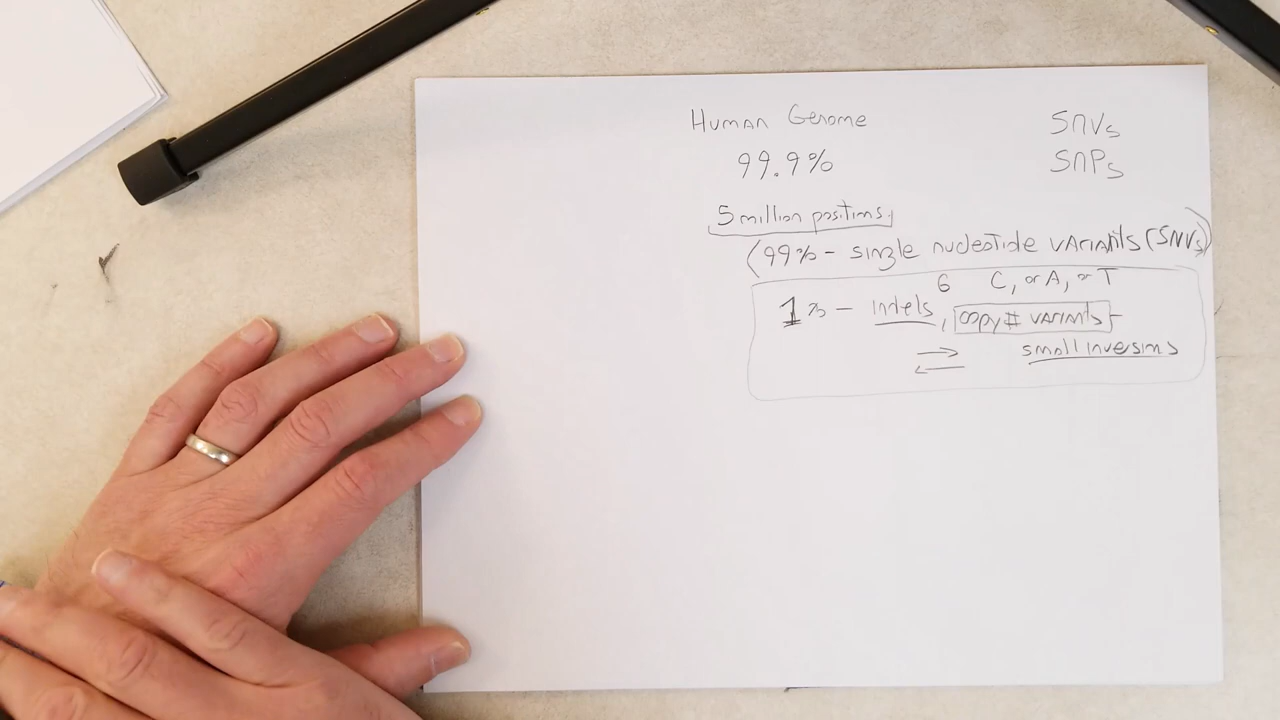 Human Genome
SNVs
99.9%
SNPs
5 million positions.
(99% - single nucleotide variants (SNVs))
G C, or A, or T
1% - indels, copy # variants -
small inversions